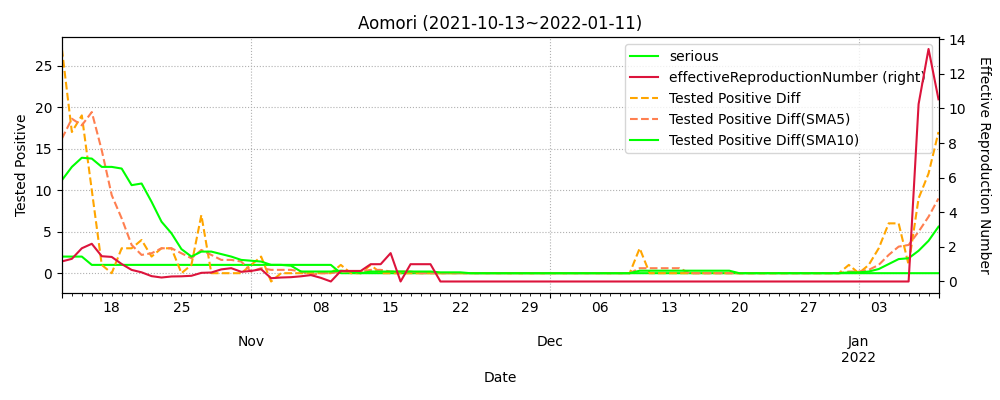 Aomori (2021-10-13~2022-01-11)
serious
effectiveReproductionNumber (right)
Tested Positive Diff
Tested Positive Diff(SMA5)
Tested Positive Diff(SMA10)
Tested Positive
25
20
15
10
5
0
Effective Reproduction Number
14
12
10
8
6
4
2
0
18 25 08 15 22 29 06 13 20 27 03
Nov Dec Jan
2022
Date